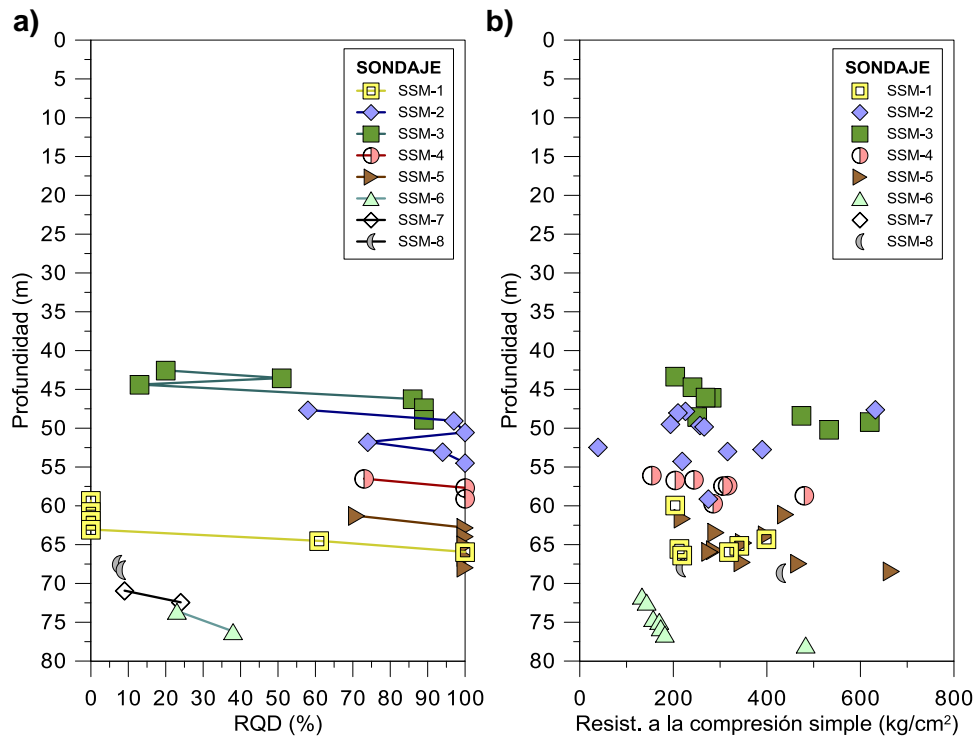 a)
0
5
10
15
20
25
30
35
40
45
50
55
60
65
70
75
80
Profundidad (m)
SONDAJE
SSM-1
SSM-2
SSM-3
SSM-4
SSM-5
SSM-6
SSM-7
SSM-8
0 10 20 30 40 50 60 70 80 90 100
RQD (%)
b)
0
5
10
15
20
25
30
35
40
45
50
55
60
65
70
75
80
Profundidad (m)
SONDAJE
SSM-1
SSM-2
SSM-3
SSM-4
SSM-5
SSM-6
SSM-7
SSM-8
0 200 400 600 800
Resist. a la compresión simple (kg/cm²)